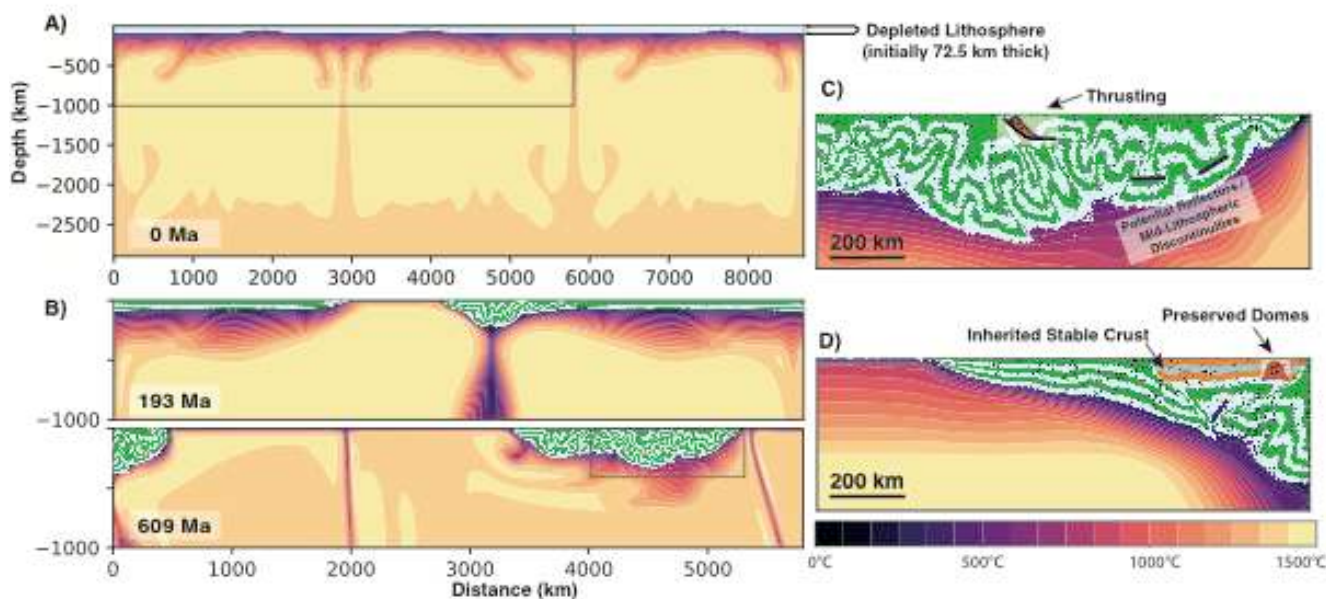 A)
Depleted Lithosphere
(initially 72.5 km thick)
0
−500
−1000
−1500
−2000
−2500
Depth (km)
0 Ma
0 1000 2000 3000 4000 5000 6000 7000 8000
C)
Thrusting
Potential Reflectors /
Mid-Lithospheric
Discontinuities
200 km
B)
193 Ma
−1000
609 Ma
−1000
0 1000 2000 3000 4000 5000
Distance (km)
D)
Preserved Domes
Inherited Stable Crust
200 km
0°C 500°C 1000°C 1500°C